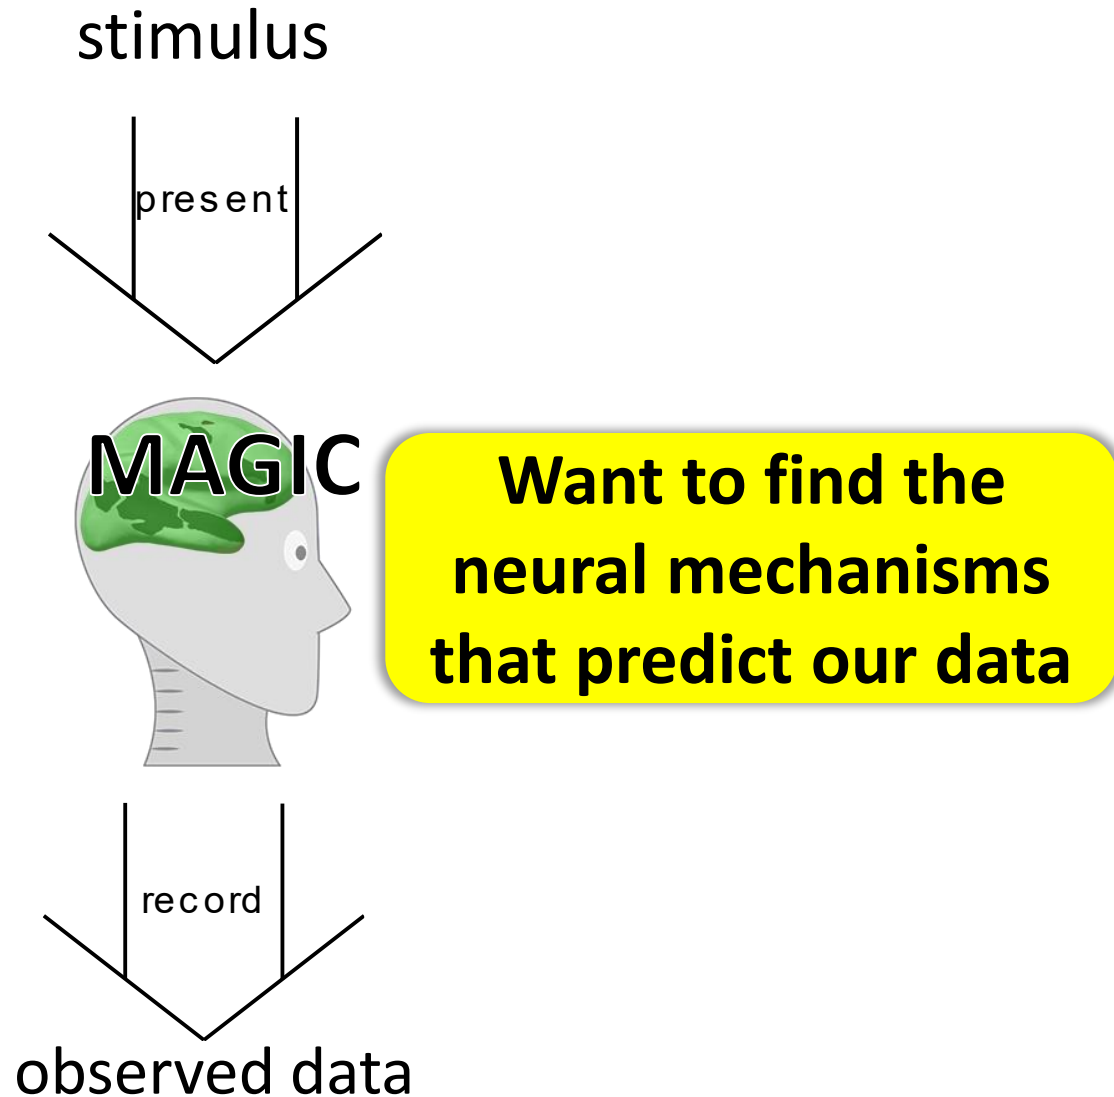 stimulus
present
MAGIC
Want to find the
neural mechanisms
that predict our data
record
observed data